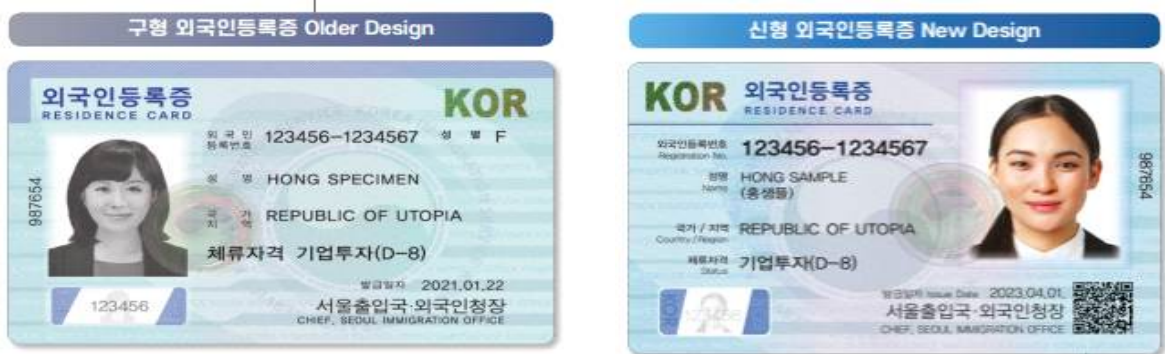 구형 외국인등록증 Older Design
외국인등록증
RESIDENCE CARD
KOR
외국인
등록번호
123456-1234567 성별 F
성명 HONG SPECIMEN
국가
지역
REPUBLIC OF UTOPIA
체류자격 기업투자(D-8)
발급일자 2021.01.22
서울출입국·외국인청장
CHIEF, SEOUL IMMIGRATION OFFICE
987654
123456
신형 외국인등록증 New Design
KOR
외국인등록증
RESIDENCE CARD
외국인등록번호
Registration No.
123456-1234567
성명
Name
HONG SAMPLE
(홍샘플)
국가 / 지역
Country / Region
REPUBLIC OF UTOPIA
체류자격
Status
기업투자(D-8)
발급일자 Issue Date 2023.04.01.
서울출입국·외국인청장
CHIEF, SEOUL IMMIGRATION OFFICE
987654